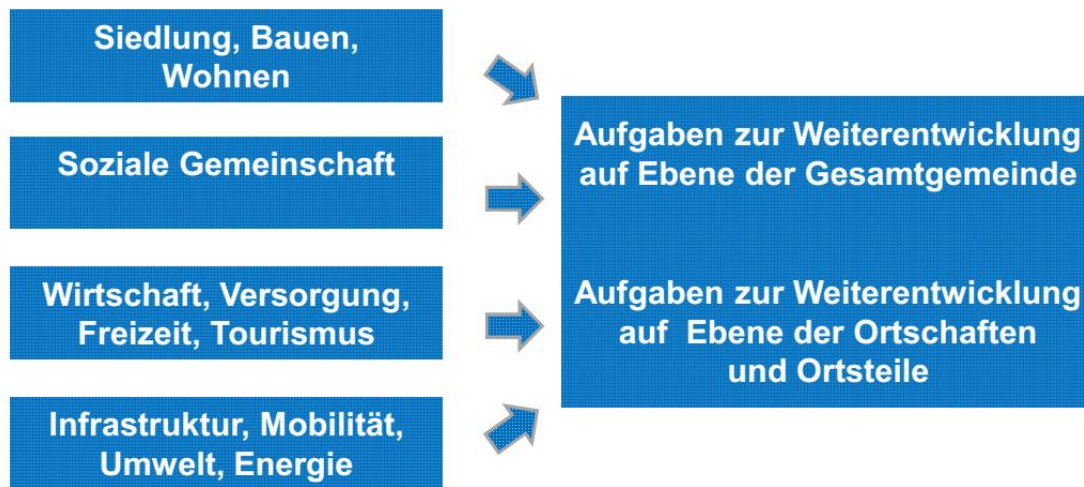 Siedlung, Bauen,
Wohnen
Soziale Gemeinschaft
Wirtschaft, Versorgung,
Freizeit, Tourismus
Infrastruktur, Mobilität,
Umwelt, Energie
Aufgaben zur Weiterentwicklung
auf Ebene der Gesamtgemeinde
Aufgaben zur Weiterentwicklung
auf Ebene der Ortschaften
und Ortsteile